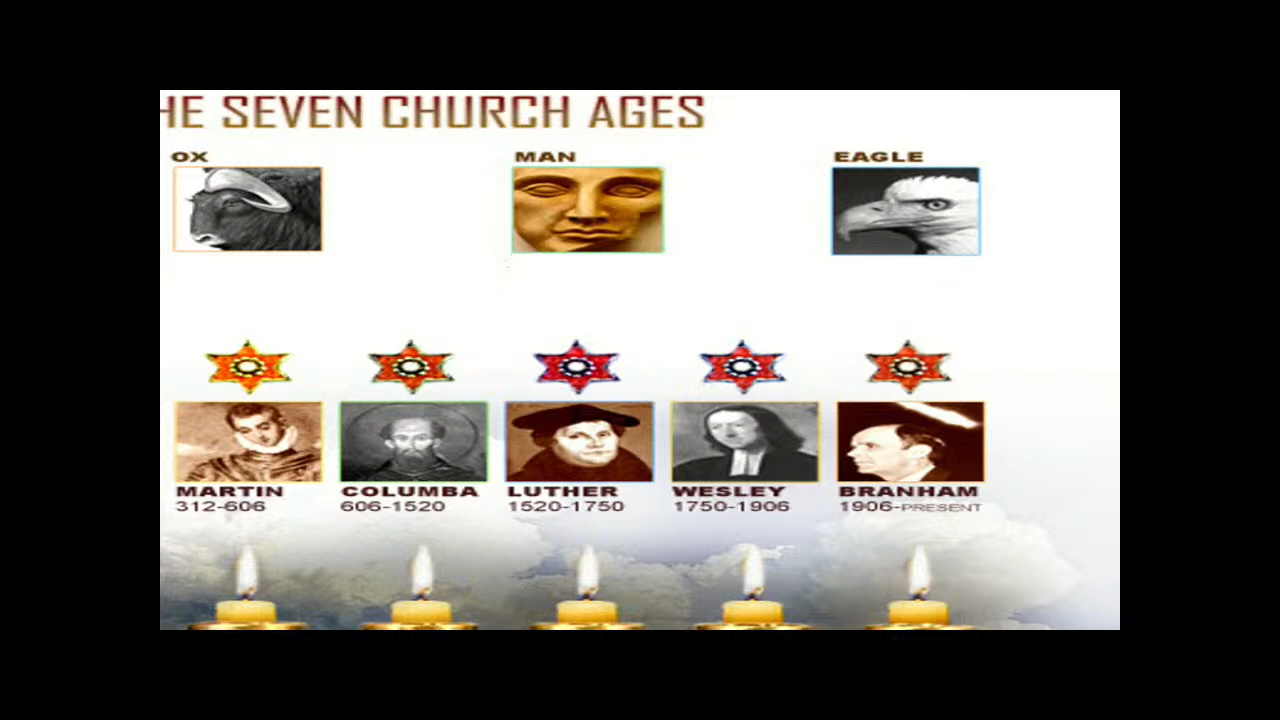 HE SEVEN CHURCH AGES
OX
MAN
EAGLE
MARTIN
312-606
COLUMBA
606-1520
LUTHER
1520-1750
WESLEY
1750-1906
BRANHAM
1906-PRESENT